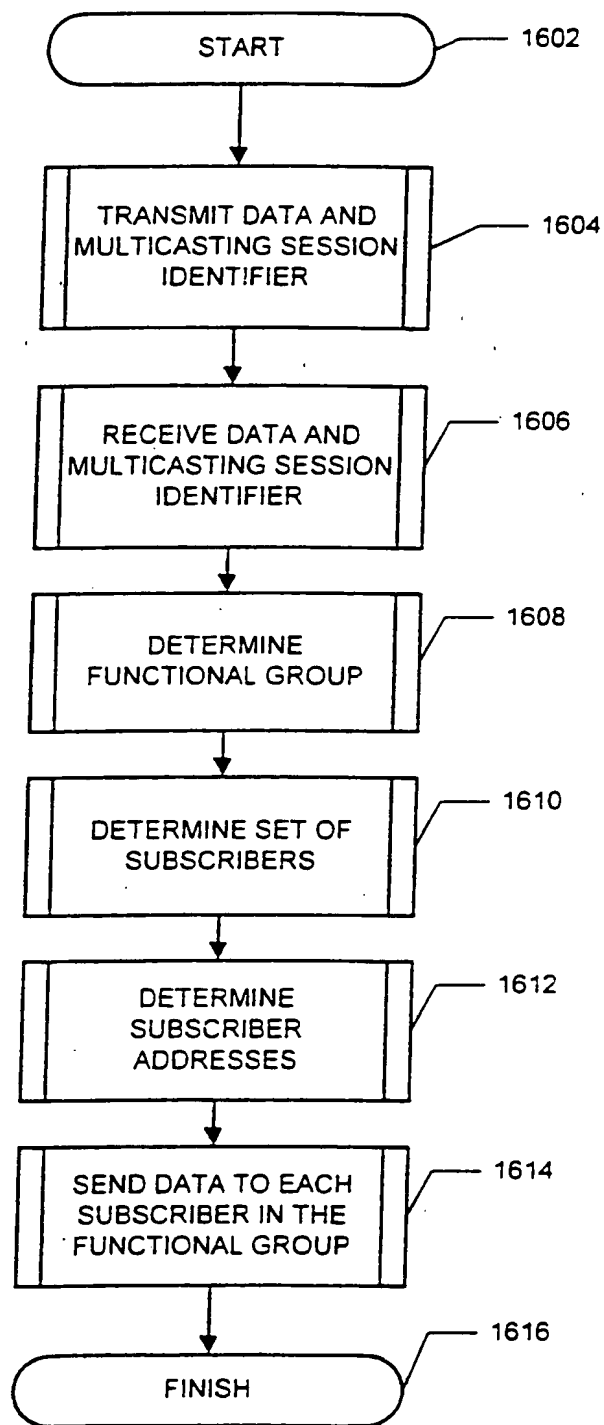 START
1602
TRANSMIT DATA AND
MULTICASTING SESSION
IDENTIFIER
1604
RECEIVE DATA AND
MULTICASTING SESSION
IDENTIFIER
1606
DETERMINE
FUNCTIONAL GROUP
1608
DETERMINE SET OF
SUBSCRIBERS
1610
DETERMINE
SUBSCRIBER
ADDRESSES
1612
SEND DATA TO EACH
SUBSCRIBER IN THE
FUNCTIONAL GROUP
1614
FINISH
1616